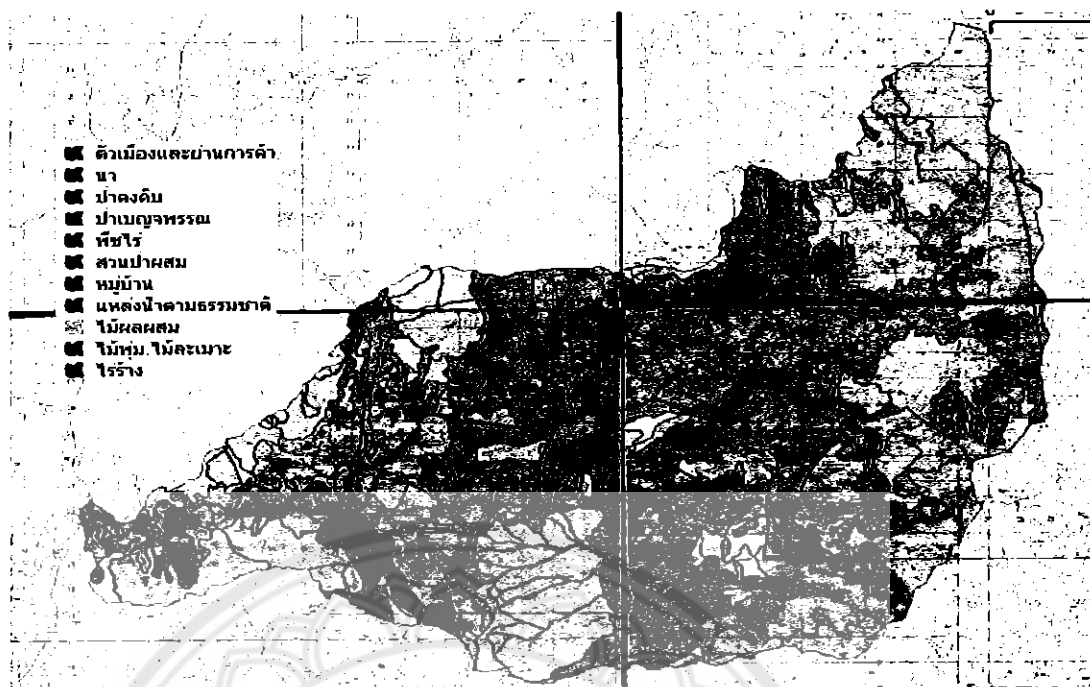 ตัวเมืองและย่านการค้า
นา
ป่าดงดิบ
ป่าเบญจพรรณ
พืชไร่
สวนป่าผสม
หมู่บ้าน
แหล่งน้ำตามธรรมชาติ
ไม้ผลผสม
ไม้พุ่ม.ไม้ละเมาะ
ไร่ร้าง